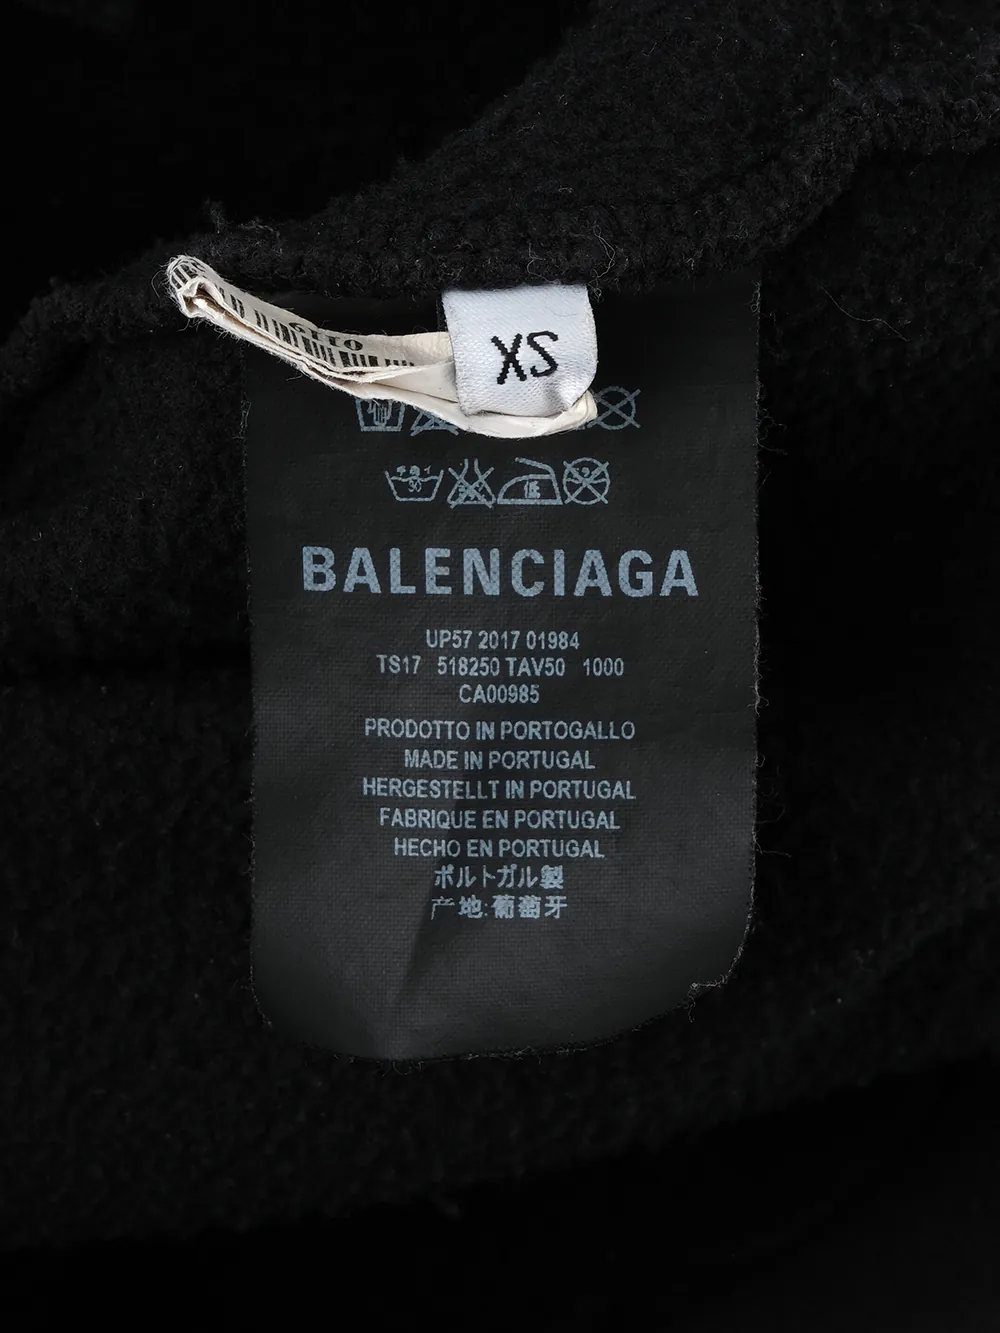 XS
BALENCIAGA
UP57 2017 01984
TS17 518250 TAV50 1000
CA00985
PRODOTTO IN PORTOGALLO
MADE IN PORTUGAL
HERGESTELLT IN PORTUGAL
FABRIQUE EN PORTUGAL
HECHO EN PORTUGAL
ポルトガル製
产地:葡萄牙